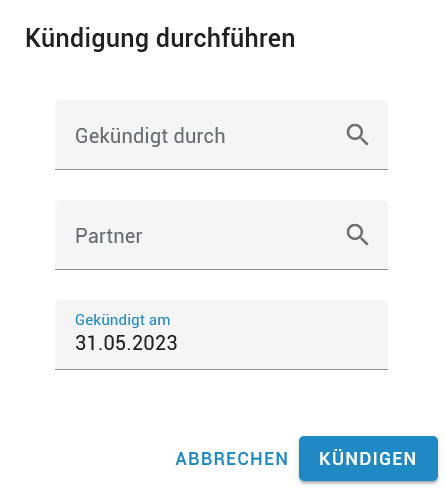 Kündigung durchführen
Gekündigt durch
Partner
Gekündigt am
31.05.2023
ABBRECHEN KÜNDIGEN